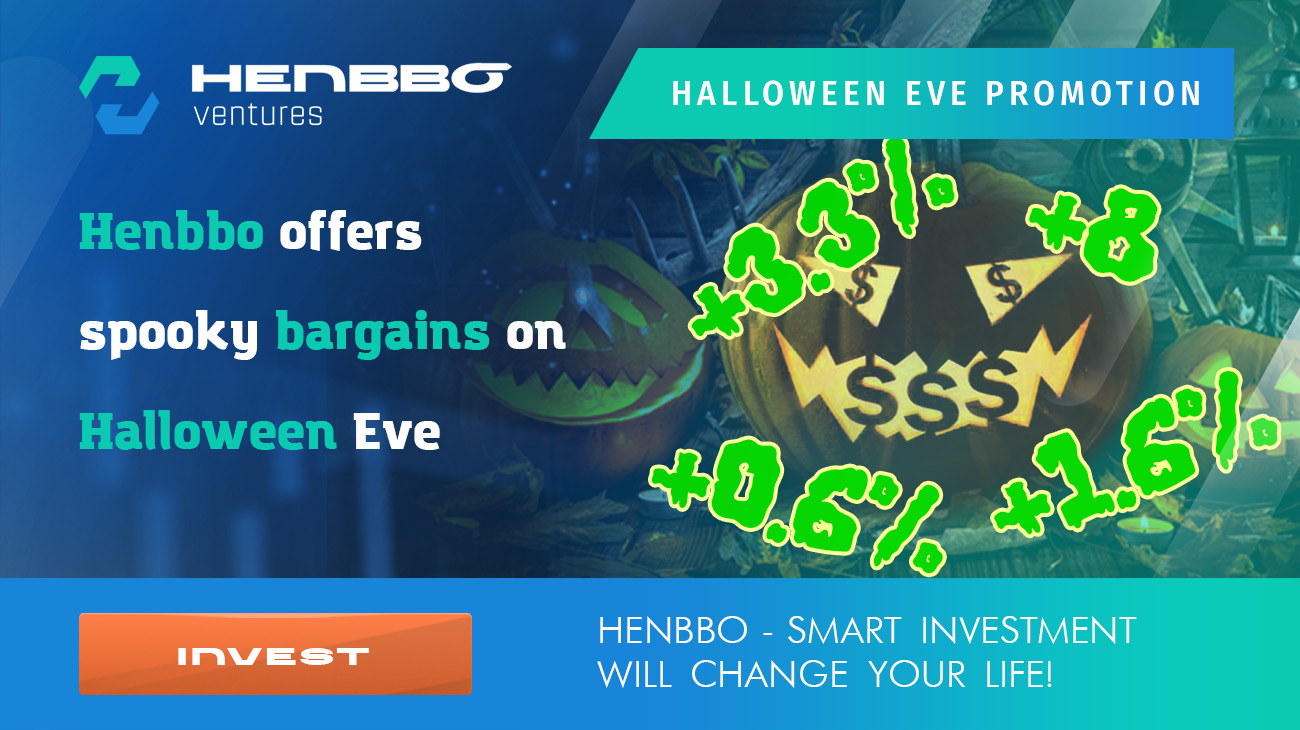 HENBBO
ventures
HALLOWEEN EVE PROMOTION
Henbbo offers
spooky bargains on
Halloween Eve
+3.3%
+8
$ $
$$$
+0.6%
+1.6%
INVEST
HENBBO - SMART INVESTMENT
WILL CHANGE YOUR LIFE!